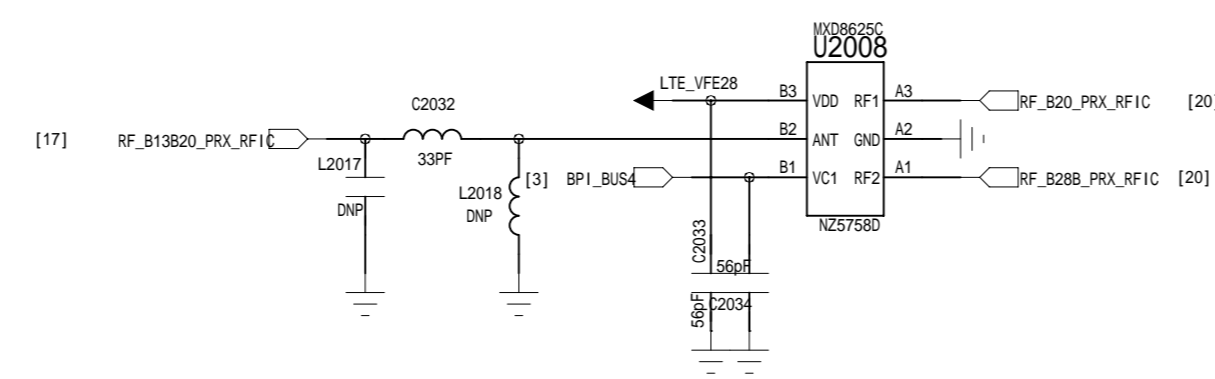 MXD8625C
U2008
LTE_VFE28
B3 VDD RF1 A3
RF_B20_PRX_RFIC [20]
C2032
[17] RF_B13B20_PRX_RFIC
33PF
B2 ANT GND A2
L2017
DNP
L2018
DNP
[3] BPI_BUS4
B1 VC1 RF2 A1
RF_B28B_PRX_RFIC [20]
NZ5758D
C2033
56pF
56pF
C2034